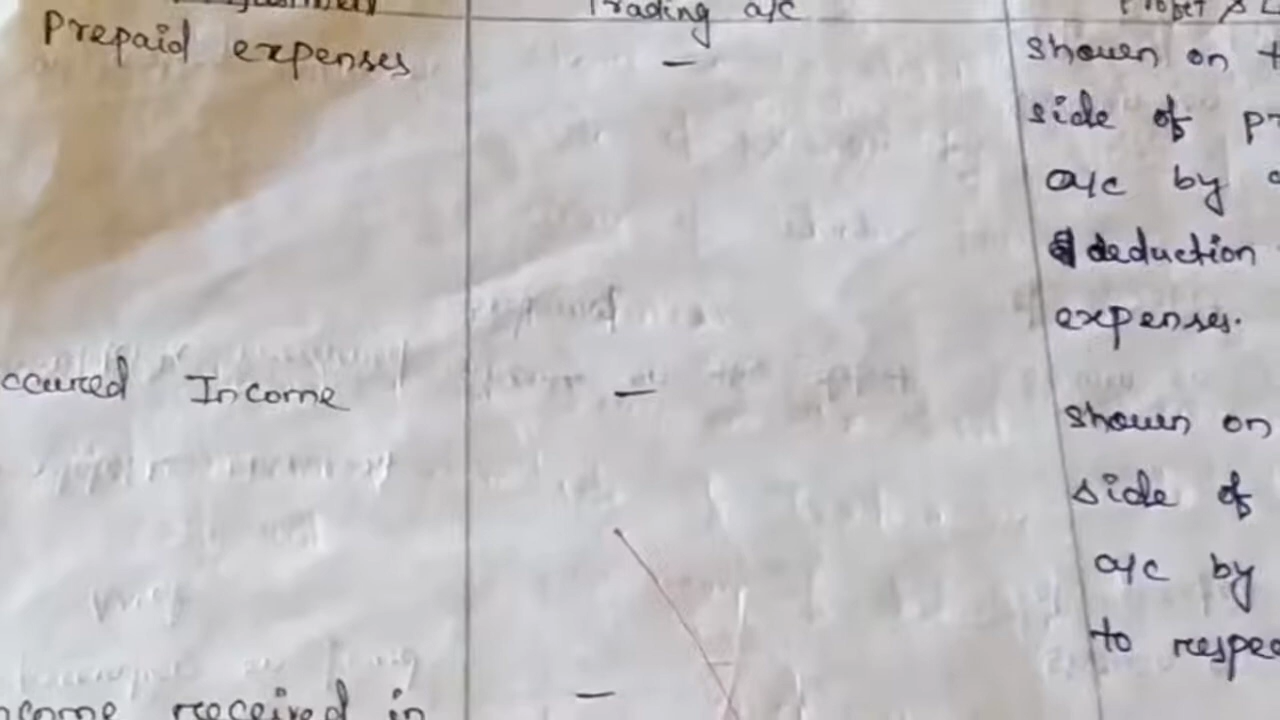 Trading a/c
Prepaid expenses
—
shown on
side of
a/c by
deduction
expenses.
Income
—
shown on
side of
a/c by
to
received in
—